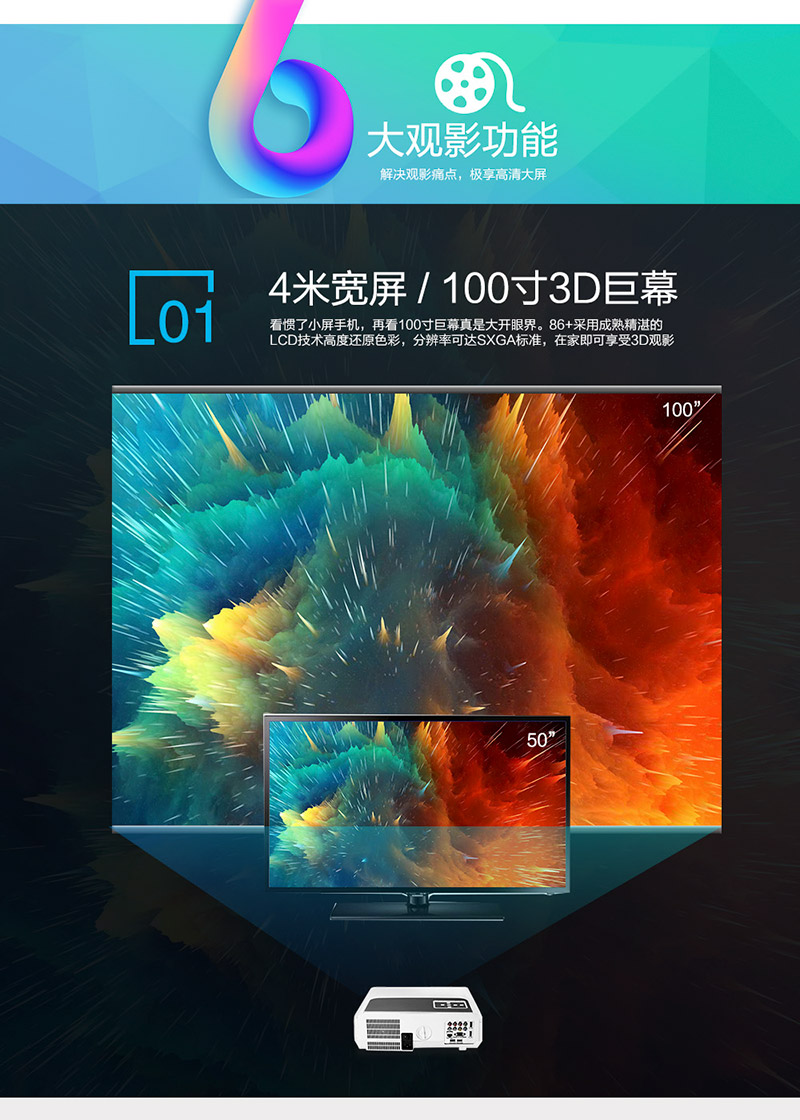 6
大观影功能
解决观影痛点，极享高清大屏
01
4米宽屏 / 100寸3D巨幕
看惯了小屏手机，再看100寸巨幕真是大开眼界。86+采用成熟精湛的
LCD技术高度还原色彩，分辨率可达SXGA标准，在家即可享受3D观影
100”
50”